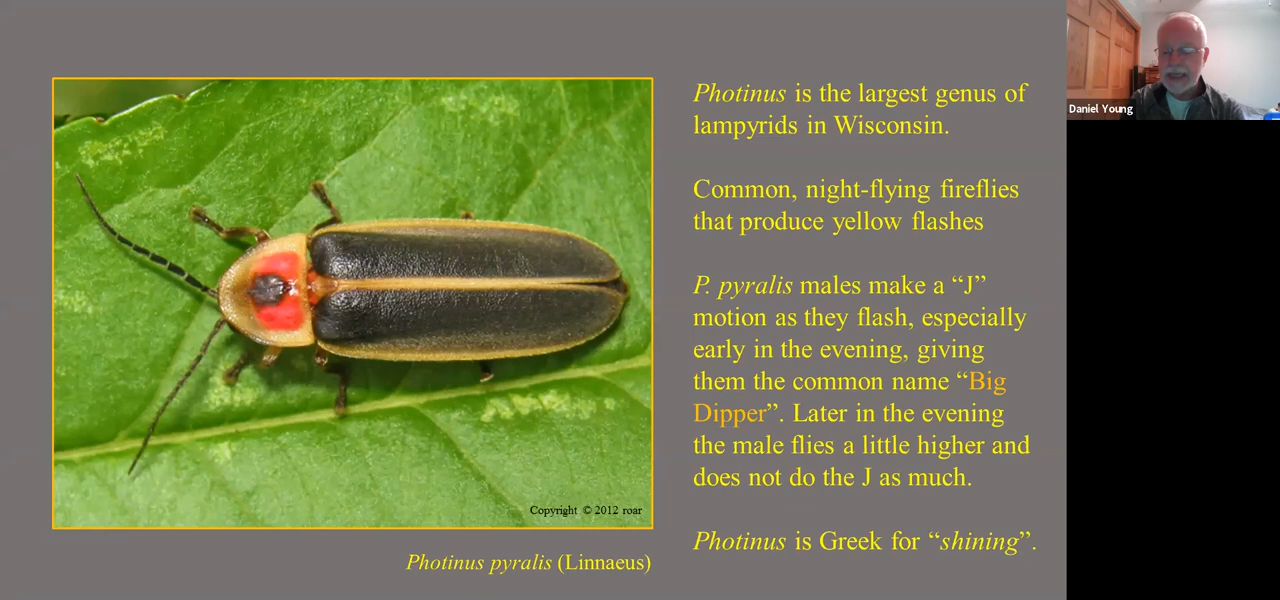 Photinus is the largest genus of
lampyrids in Wisconsin.
Common, night-flying fireflies
that produce yellow flashes
P. pyralis males make a “J”
motion as they flash, especially
early in the evening, giving
them the common name “Big
Dipper”. Later in the evening
the male flies a little higher and
does not do the J as much.
Photinus is Greek for “shining”.
Copyright © 2012 roar
Photinus pyralis (Linnaeus)
Daniel Young